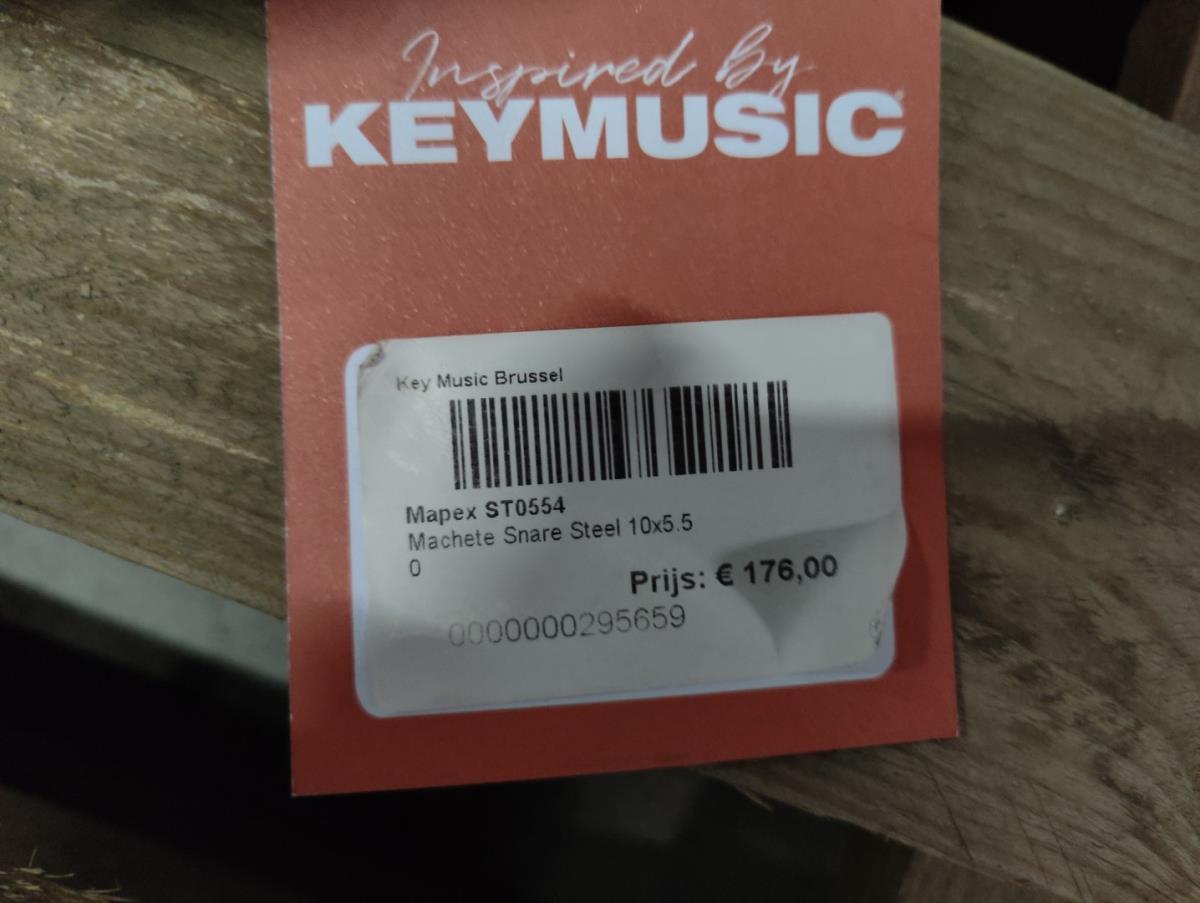 Inspired by
KEYMUSIC
Key Music Brussel
Mapex ST0554
Machete Snare Steel 10x5.5
0
Prijs: € 176,00
0000000295659